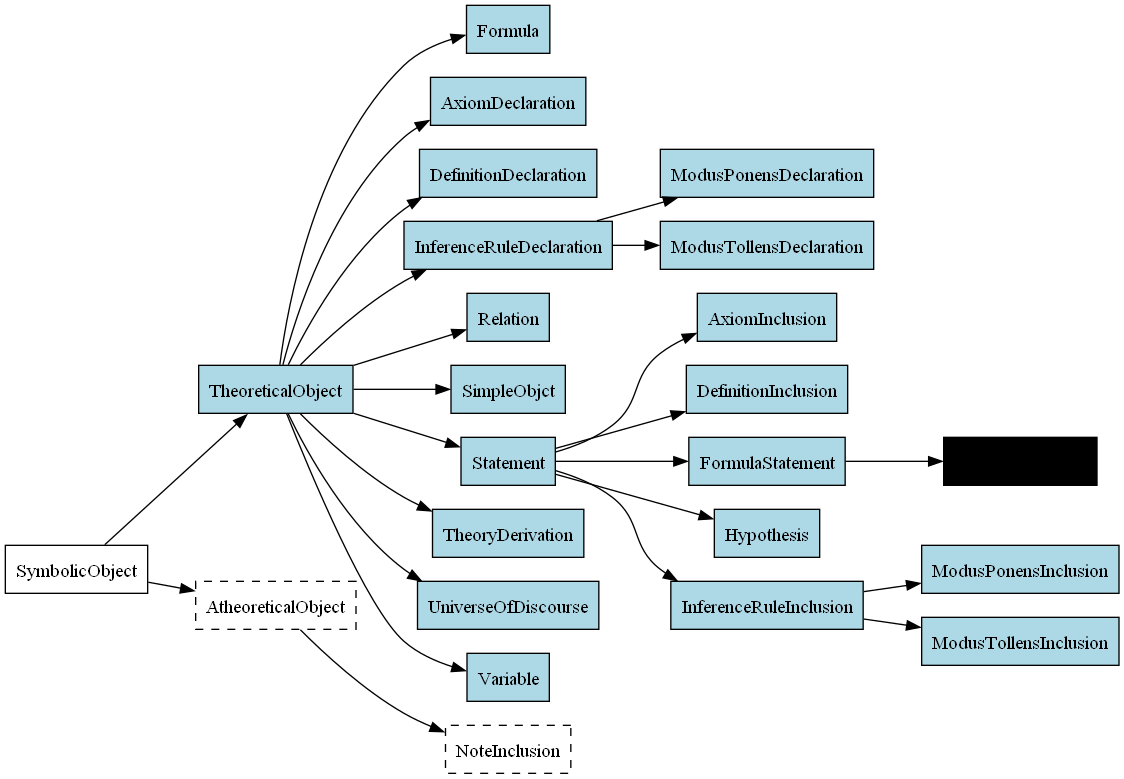 Formula
AxiomDeclaration
DefinitionDeclaration
ModusPonensDeclaration
InferenceRuleDeclaration
ModusTollensDeclaration
Relation
AxiomInclusion
TheoreticalObject
SimpleObjct
DefinitionInclusion
Statement
FormulaStatement
TheoryDerivation
Hypothesis
SymbolicObject
ModusPonensInclusion
AtheoreticalObject
UniverseOfDiscourse
InferenceRuleInclusion
ModusTollensInclusion
Variable
NoteInclusion